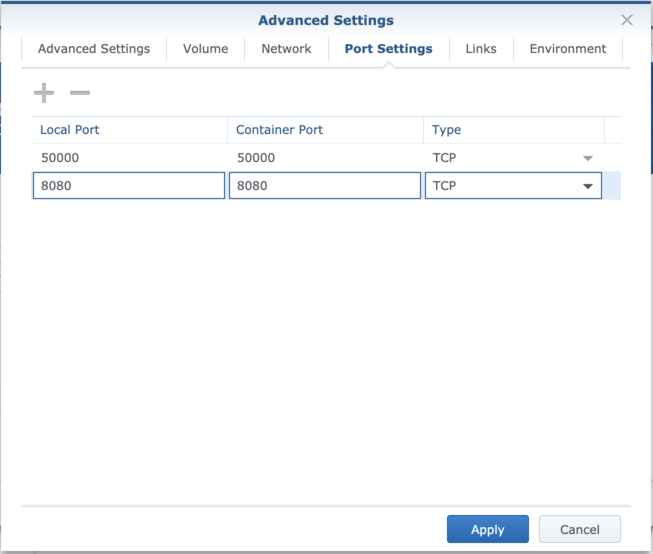 Advanced Settings
Advanced Settings Volume Network Port Settings Links Environment
Local Port Container Port Type
50000 50000 TCP
8080 8080 TCP
Apply Cancel